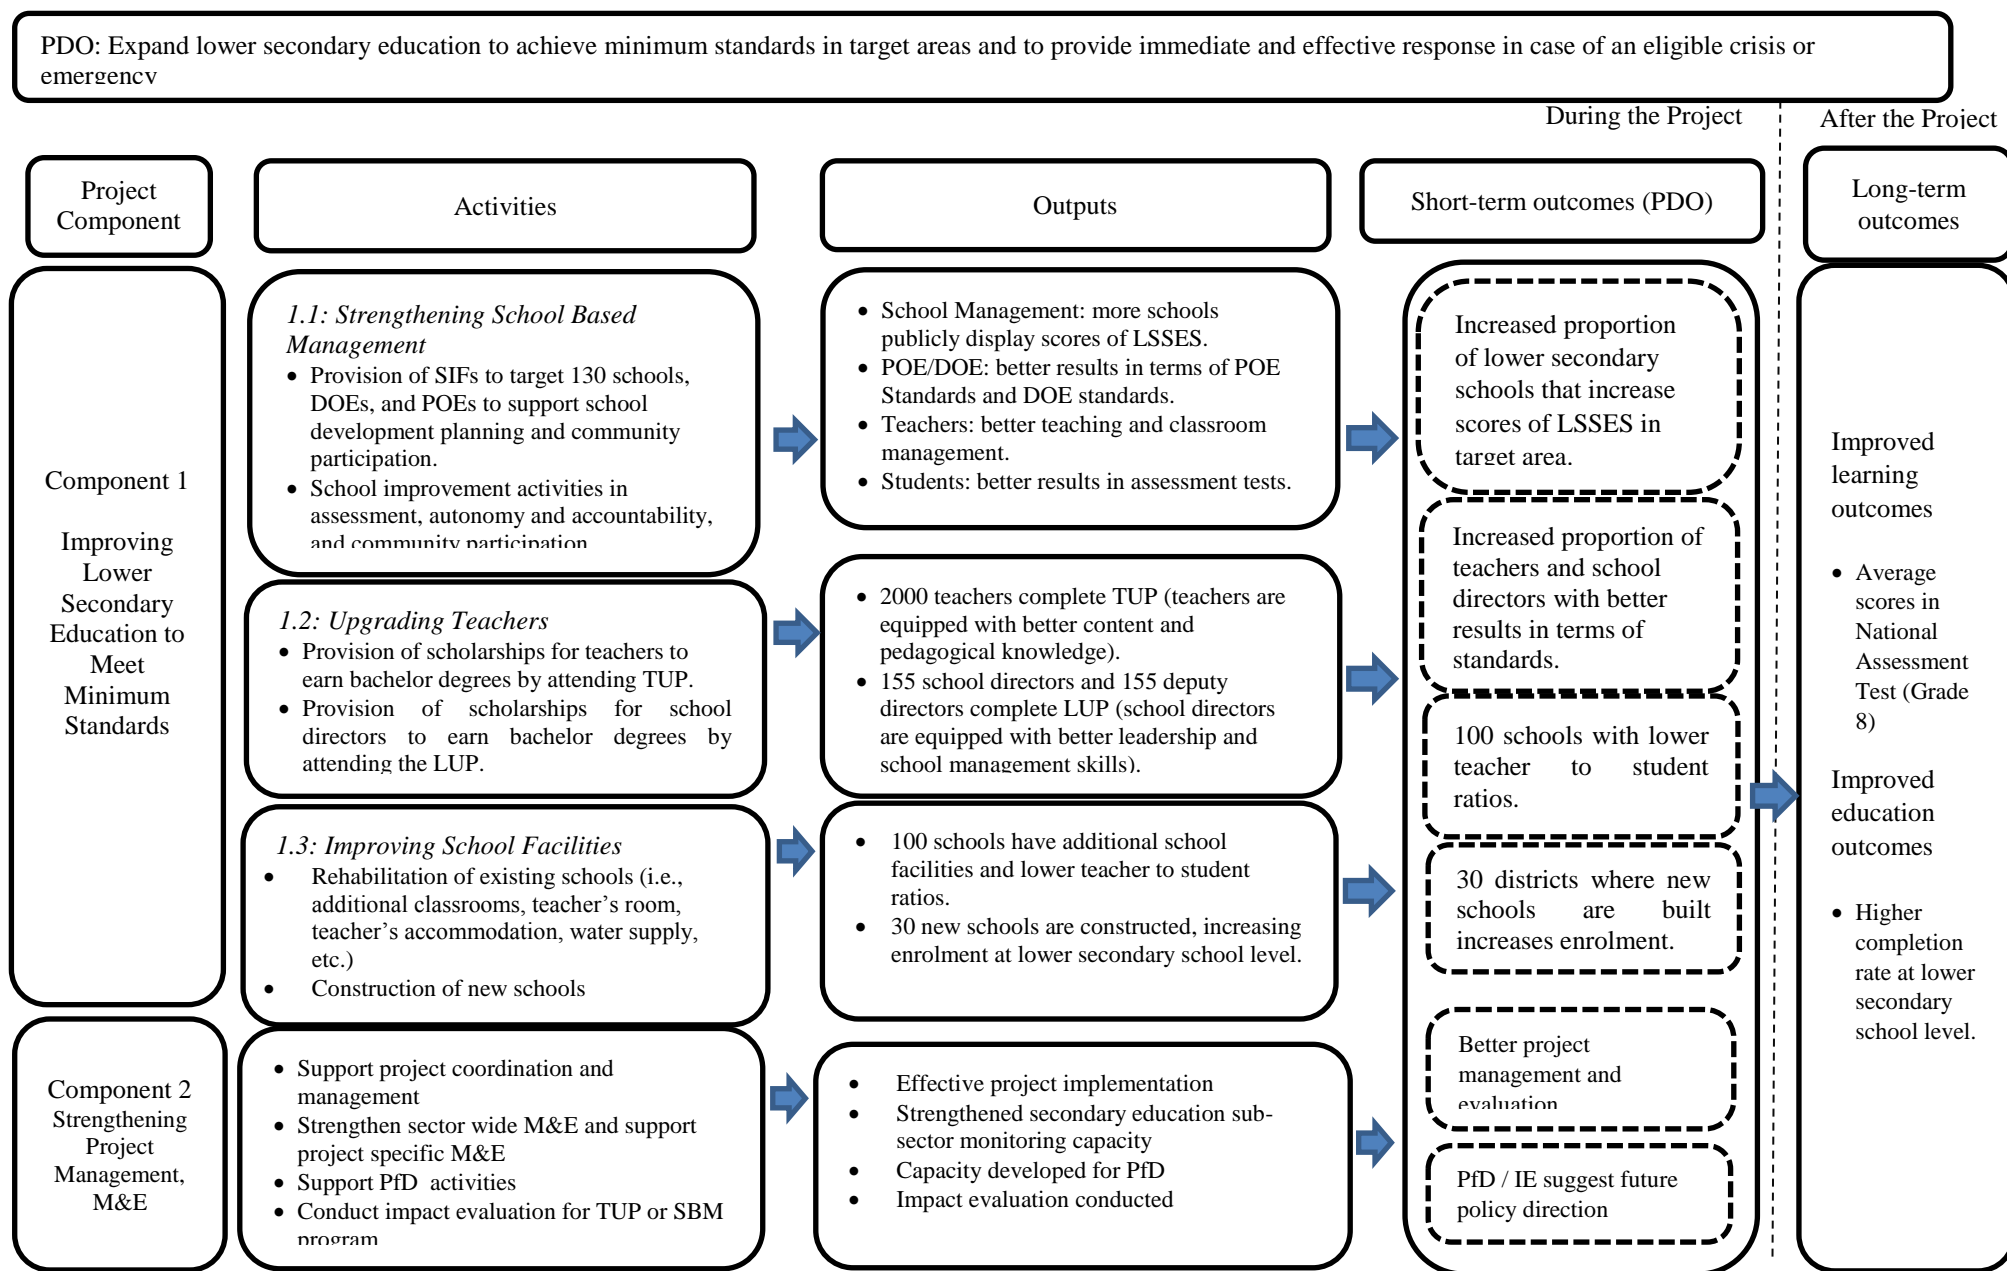 PDO: Expand lower secondary education to achieve minimum standards in target areas and to provide immediate and effective response in case of an eligible crisis or
emergency
During the Project
After the Project
Project
Component
Activities
Outputs
Short-term outcomes (PDO)
Long-term
outcomes
Component 1
Improving
Lower
Secondary
Education to
Meet
Minimum
Standards
1.1: Strengthening School Based
Management
• Provision of SIFs to target 130 schools,
DOEs, and POEs to support school
development planning and community
participation.
• School improvement activities in
assessment, autonomy and accountability,
and community participation
• School Management: more schools
publicly display scores of LSSES.
• POE/DOE: better results in terms of POE
Standards and DOE standards.
• Teachers: better teaching and classroom
management.
• Students: better results in assessment tests.
Increased proportion
of lower secondary
schools that increase
scores of LSSES in
target area.
1.2: Upgrading Teachers
• Provision of scholarships for teachers to
earn bachelor degrees by attending TUP.
• Provision of scholarships for school
directors to earn bachelor degrees by
attending the LUP.
• 2000 teachers complete TUP (teachers are
equipped with better content and
pedagogical knowledge).
• 155 school directors and 155 deputy
directors complete LUP (school directors
are equipped with better leadership and
school management skills).
Increased proportion of
teachers and school
directors with better
results in terms of
standards.
100 schools with lower
teacher to student
ratios.
1.3: Improving School Facilities
• Rehabilitation of existing schools (i.e.,
additional classrooms, teacher’s room,
teacher’s accommodation, water supply,
etc.)
• Construction of new schools
• 100 schools have additional school
facilities and lower teacher to student
ratios.
• 30 new schools are constructed, increasing
enrolment at lower secondary school level.
30 districts where new
schools are built
increases enrolment.
Component 2
Strengthening
Project
Management,
M&E
• Support project coordination and
management
• Strengthen sector wide M&E and support
project specific M&E
• Support PfD activities
• Conduct impact evaluation for TUP or SBM
program
• Effective project implementation
• Strengthened secondary education sub-
sector monitoring capacity
• Capacity developed for PfD
• Impact evaluation conducted
Better project
management and
evaluation
PfD / IE suggest future
policy direction
Improved
learning
outcomes
• Average
scores in
National
Assessment
Test (Grade
8)
Improved
education
outcomes
• Higher
completion
rate at lower
secondary
school level.